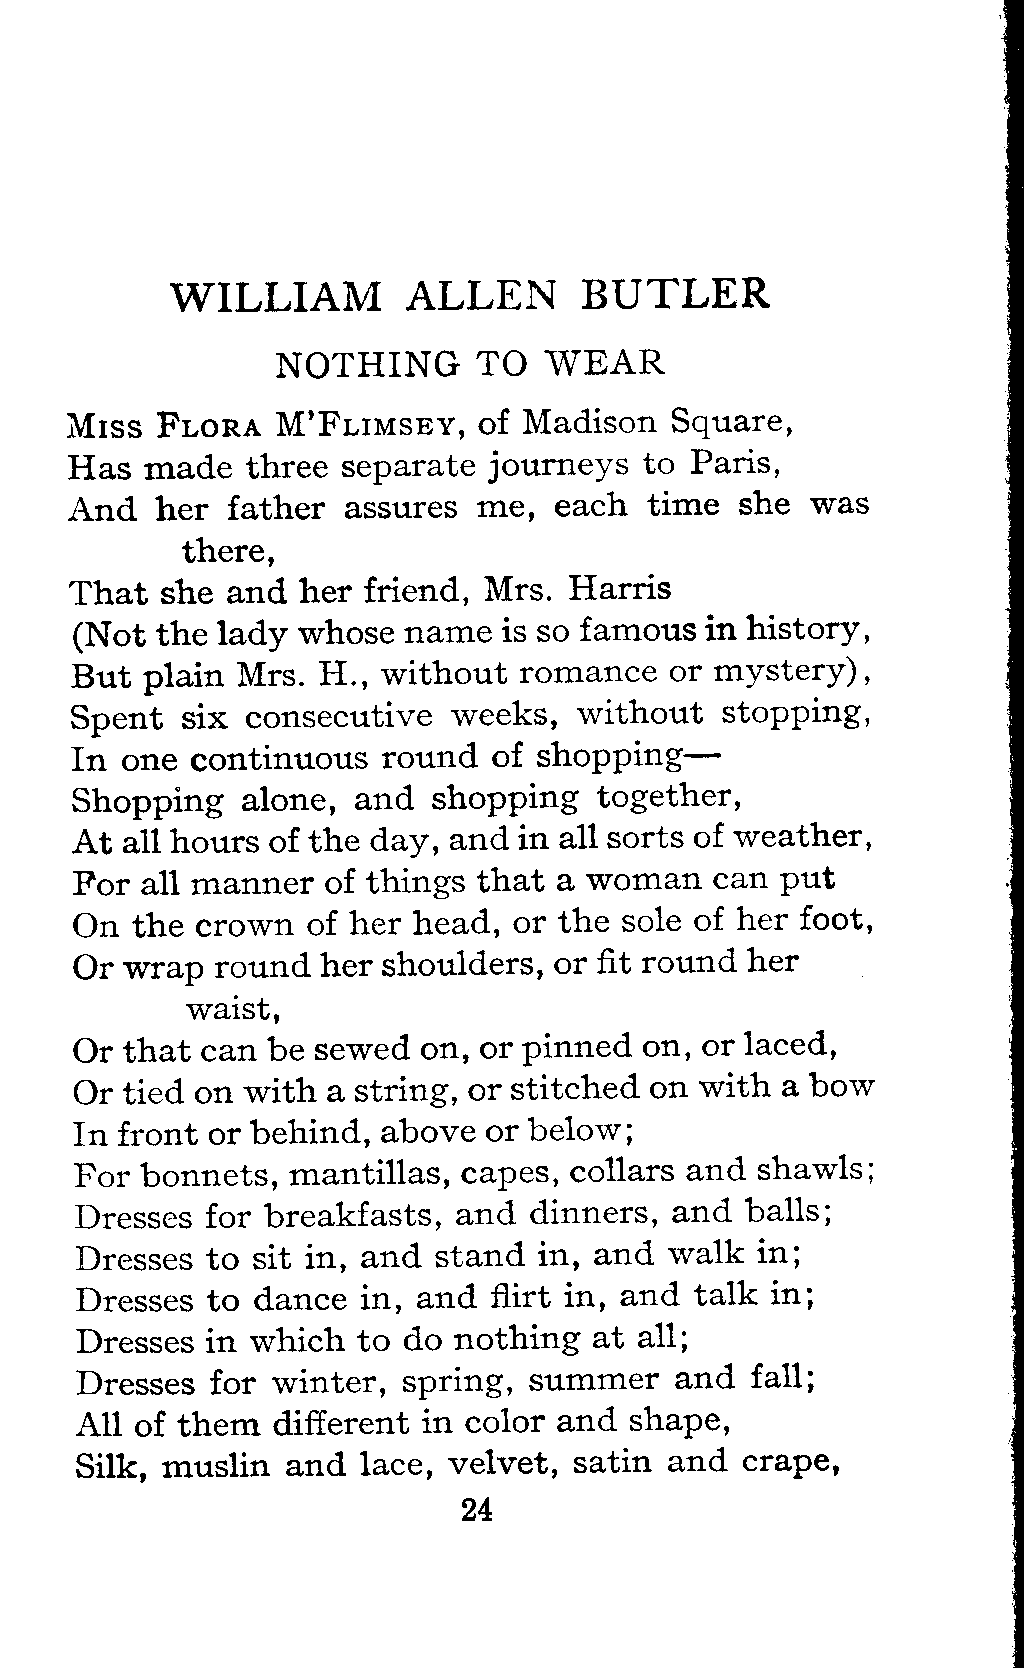 WILLIAM ALLEN BUTLER
NOTHING TO WEAR
Miss Flora M'Flimsey, of Madison Square,
Has made three separate journeys to Paris,
And her father assures me, each time she was
there,
That she and her friend, Mrs. Harris
(Not the lady whose name is so famous in history,
But plain Mrs. H., without romance or mystery),
Spent six consecutive weeks, without stopping,
In one continuous round of shopping—
Shopping alone, and shopping together,
At all hours of the day, and in all sorts of weather,
For all manner of things that a woman can put
On the crown of her head, or the sole of her foot,
Or wrap round her shoulders, or fit round her
waist,
Or that can be sewed on, or pinned on, or laced,
Or tied on with a string, or stitched on with a bow
In front or behind, above or below;
For bonnets, mantillas, capes, collars and shawls;
Dresses for breakfasts, and dinners, and balls;
Dresses to sit in, and stand in, and walk in;
Dresses to dance in, and flirt in, and talk in;
Dresses in which to do nothing at all;
Dresses for winter, spring, summer and fall;
All of them different in color and shape,
Silk, muslin and lace, velvet, satin and crape,
24